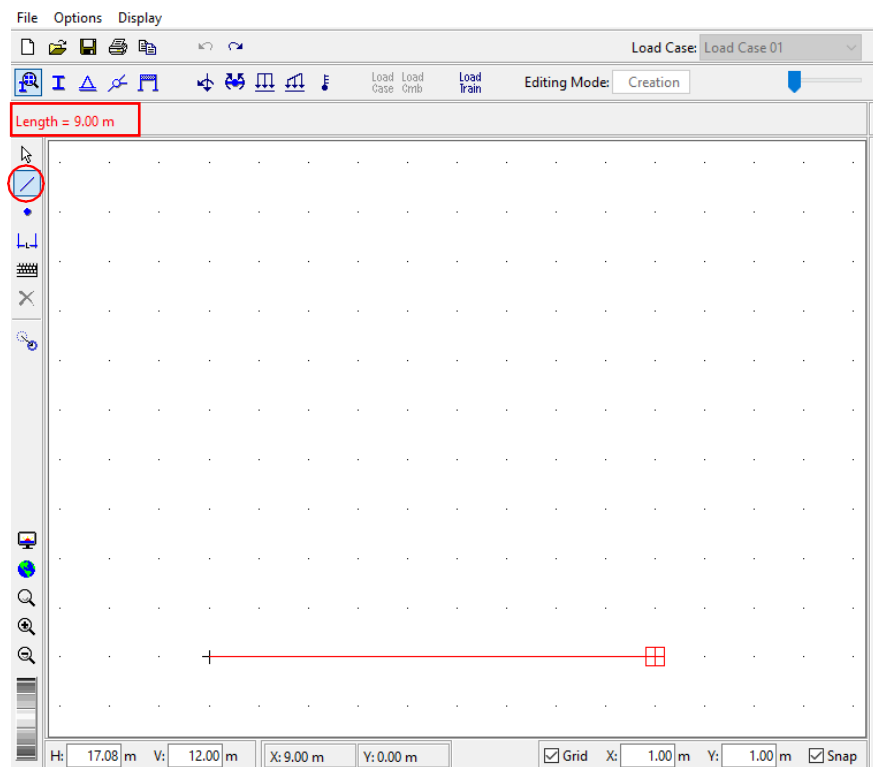 File Options Display
Load Case: Load Case 01
Load Case Load Cmb Load Train Editing Mode: Creation
Length = 9.00 m
L
H: 17.08 m V: 12.00 m X: 9.00 m Y: 0.00 m Grid X: 1.00 m Y: 1.00 m Snap